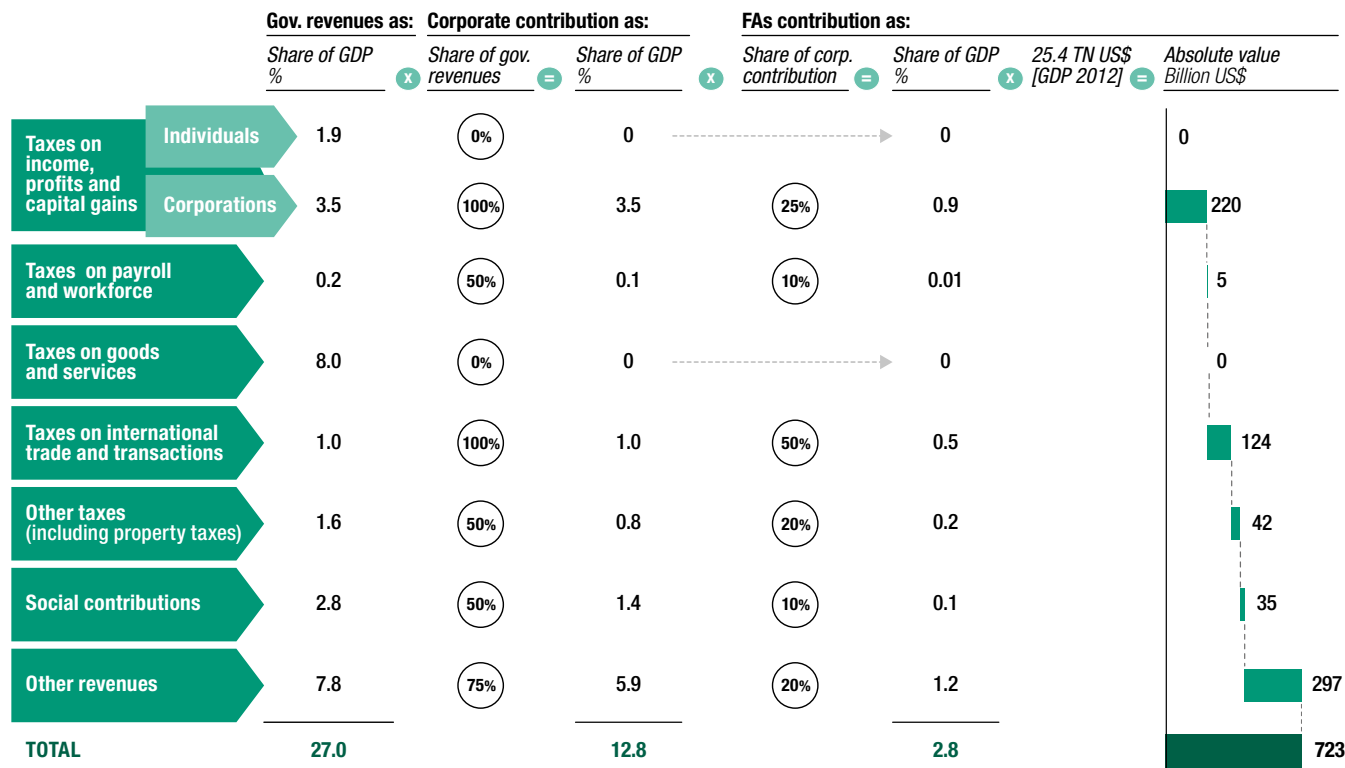 Gov. revenues as: Corporate contribution as: FAs contribution as:
Share of GDP Share of gov. Share of GDP Share of corp. Share of GDP 25.4 TN US$ Absolute value
% x revenues = % x contribution = % x [GDP 2012] = Billion US$
Taxes on
income,
profits and
capital gains
Individuals 1.9 0% 0 0 0
Corporations 3.5 100% 3.5 25% 0.9 220
Taxes on payroll
and workforce
0.2 50% 0.1 10% 0.01 5
Taxes on goods
and services
8.0 0% 0 0 0
Taxes on international
trade and transactions
1.0 100% 1.0 50% 0.5 124
Other taxes
(including property taxes)
1.6 50% 0.8 20% 0.2 42
Social contributions 2.8 50% 1.4 10% 0.1 35
Other revenues 7.8 75% 5.9 20% 1.2 297
TOTAL 27.0 12.8 2.8 723